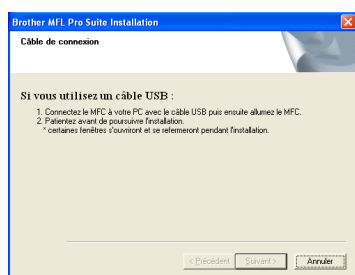 Brother MFL Pro Suite Installation
Câble de connexion
Si vous utilisez un câble USB :
1. Connectez le MFC à votre PC avec le câble USB puis ensuite allumez le MFC.
2. Patientez avant de poursuivre l'installation.
* certaines fenêtres s'ouvriront et se refermeront pendant l'installation.
< Précédent Suivant > Annuler